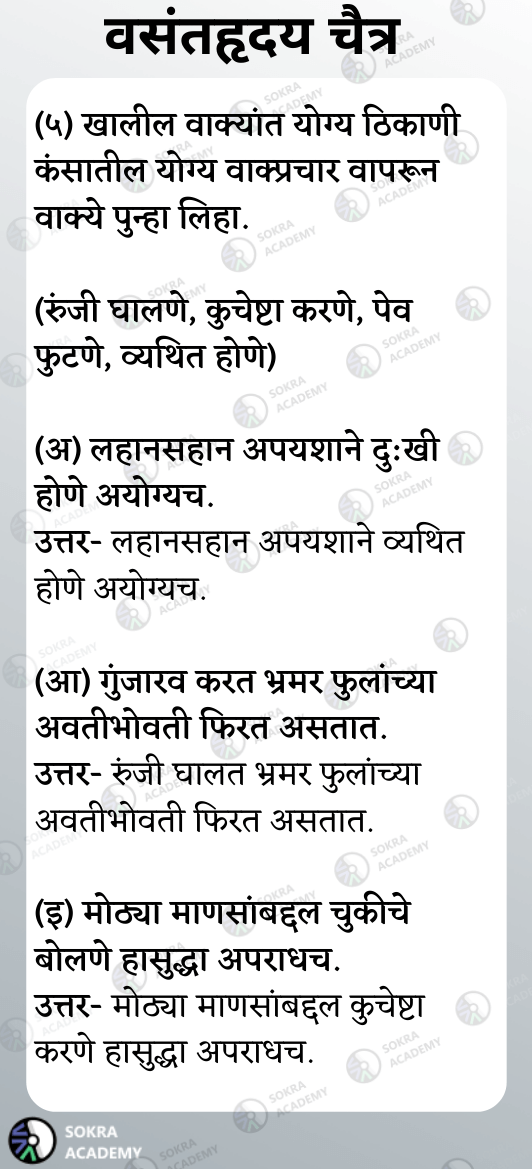 वसंतहृदय चैत्र
(५) खालील वाक्यांत योग्य ठिकाणी
कंसातील योग्य वाक्प्रचार वापरून
वाक्ये पुन्हा लिहा.
(रुंजी घालणे, कुचेष्टा करणे, पेव
फुटणे, व्यथित होणे)
(अ) लहानसहान अपयशाने दुःखी
होणे अयोग्यच.
उत्तर- लहानसहान अपयशाने व्यथित
होणे अयोग्यच.
(आ) गुंजारव करत भ्रमर फुलांच्या
अवतीभोवती फिरत असतात.
उत्तर- रुंजी घालत भ्रमर फुलांच्या
अवतीभोवती फिरत असतात.
(इ) मोठ्या माणसांबद्दल चुकीचे
बोलणे हासुद्धा अपराधच.
उत्तर- मोठ्या माणसांबद्दल कुचेष्टा
करणे हासुद्धा अपराधच.
SOKRA
ACADEMY